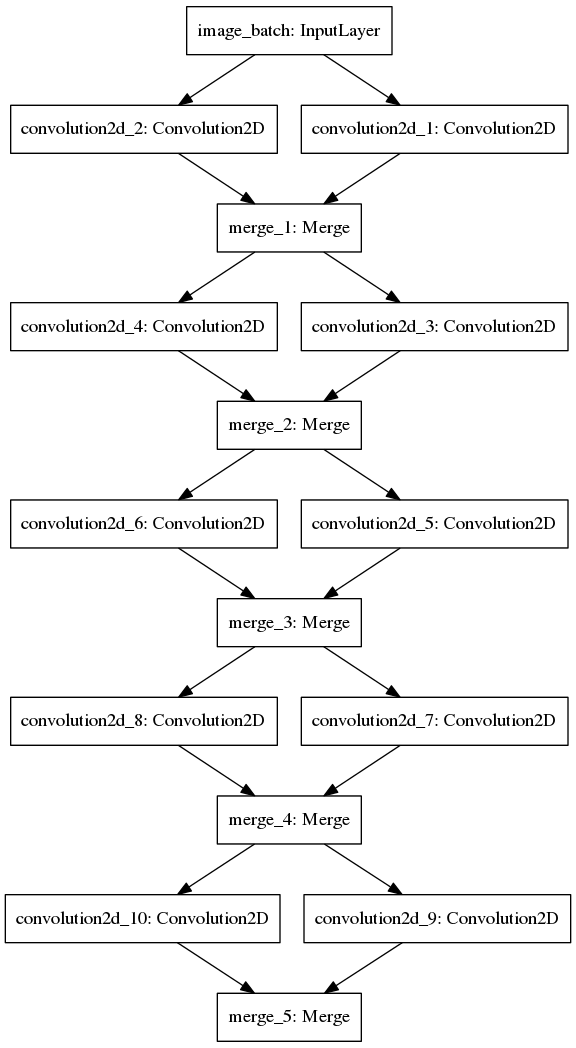 image_batch: InputLayer
convolution2d_2: Convolution2D
convolution2d_1: Convolution2D
merge_1: Merge
convolution2d_4: Convolution2D
convolution2d_3: Convolution2D
merge_2: Merge
convolution2d_6: Convolution2D
convolution2d_5: Convolution2D
merge_3: Merge
convolution2d_8: Convolution2D
convolution2d_7: Convolution2D
merge_4: Merge
convolution2d_10: Convolution2D
convolution2d_9: Convolution2D
merge_5: Merge